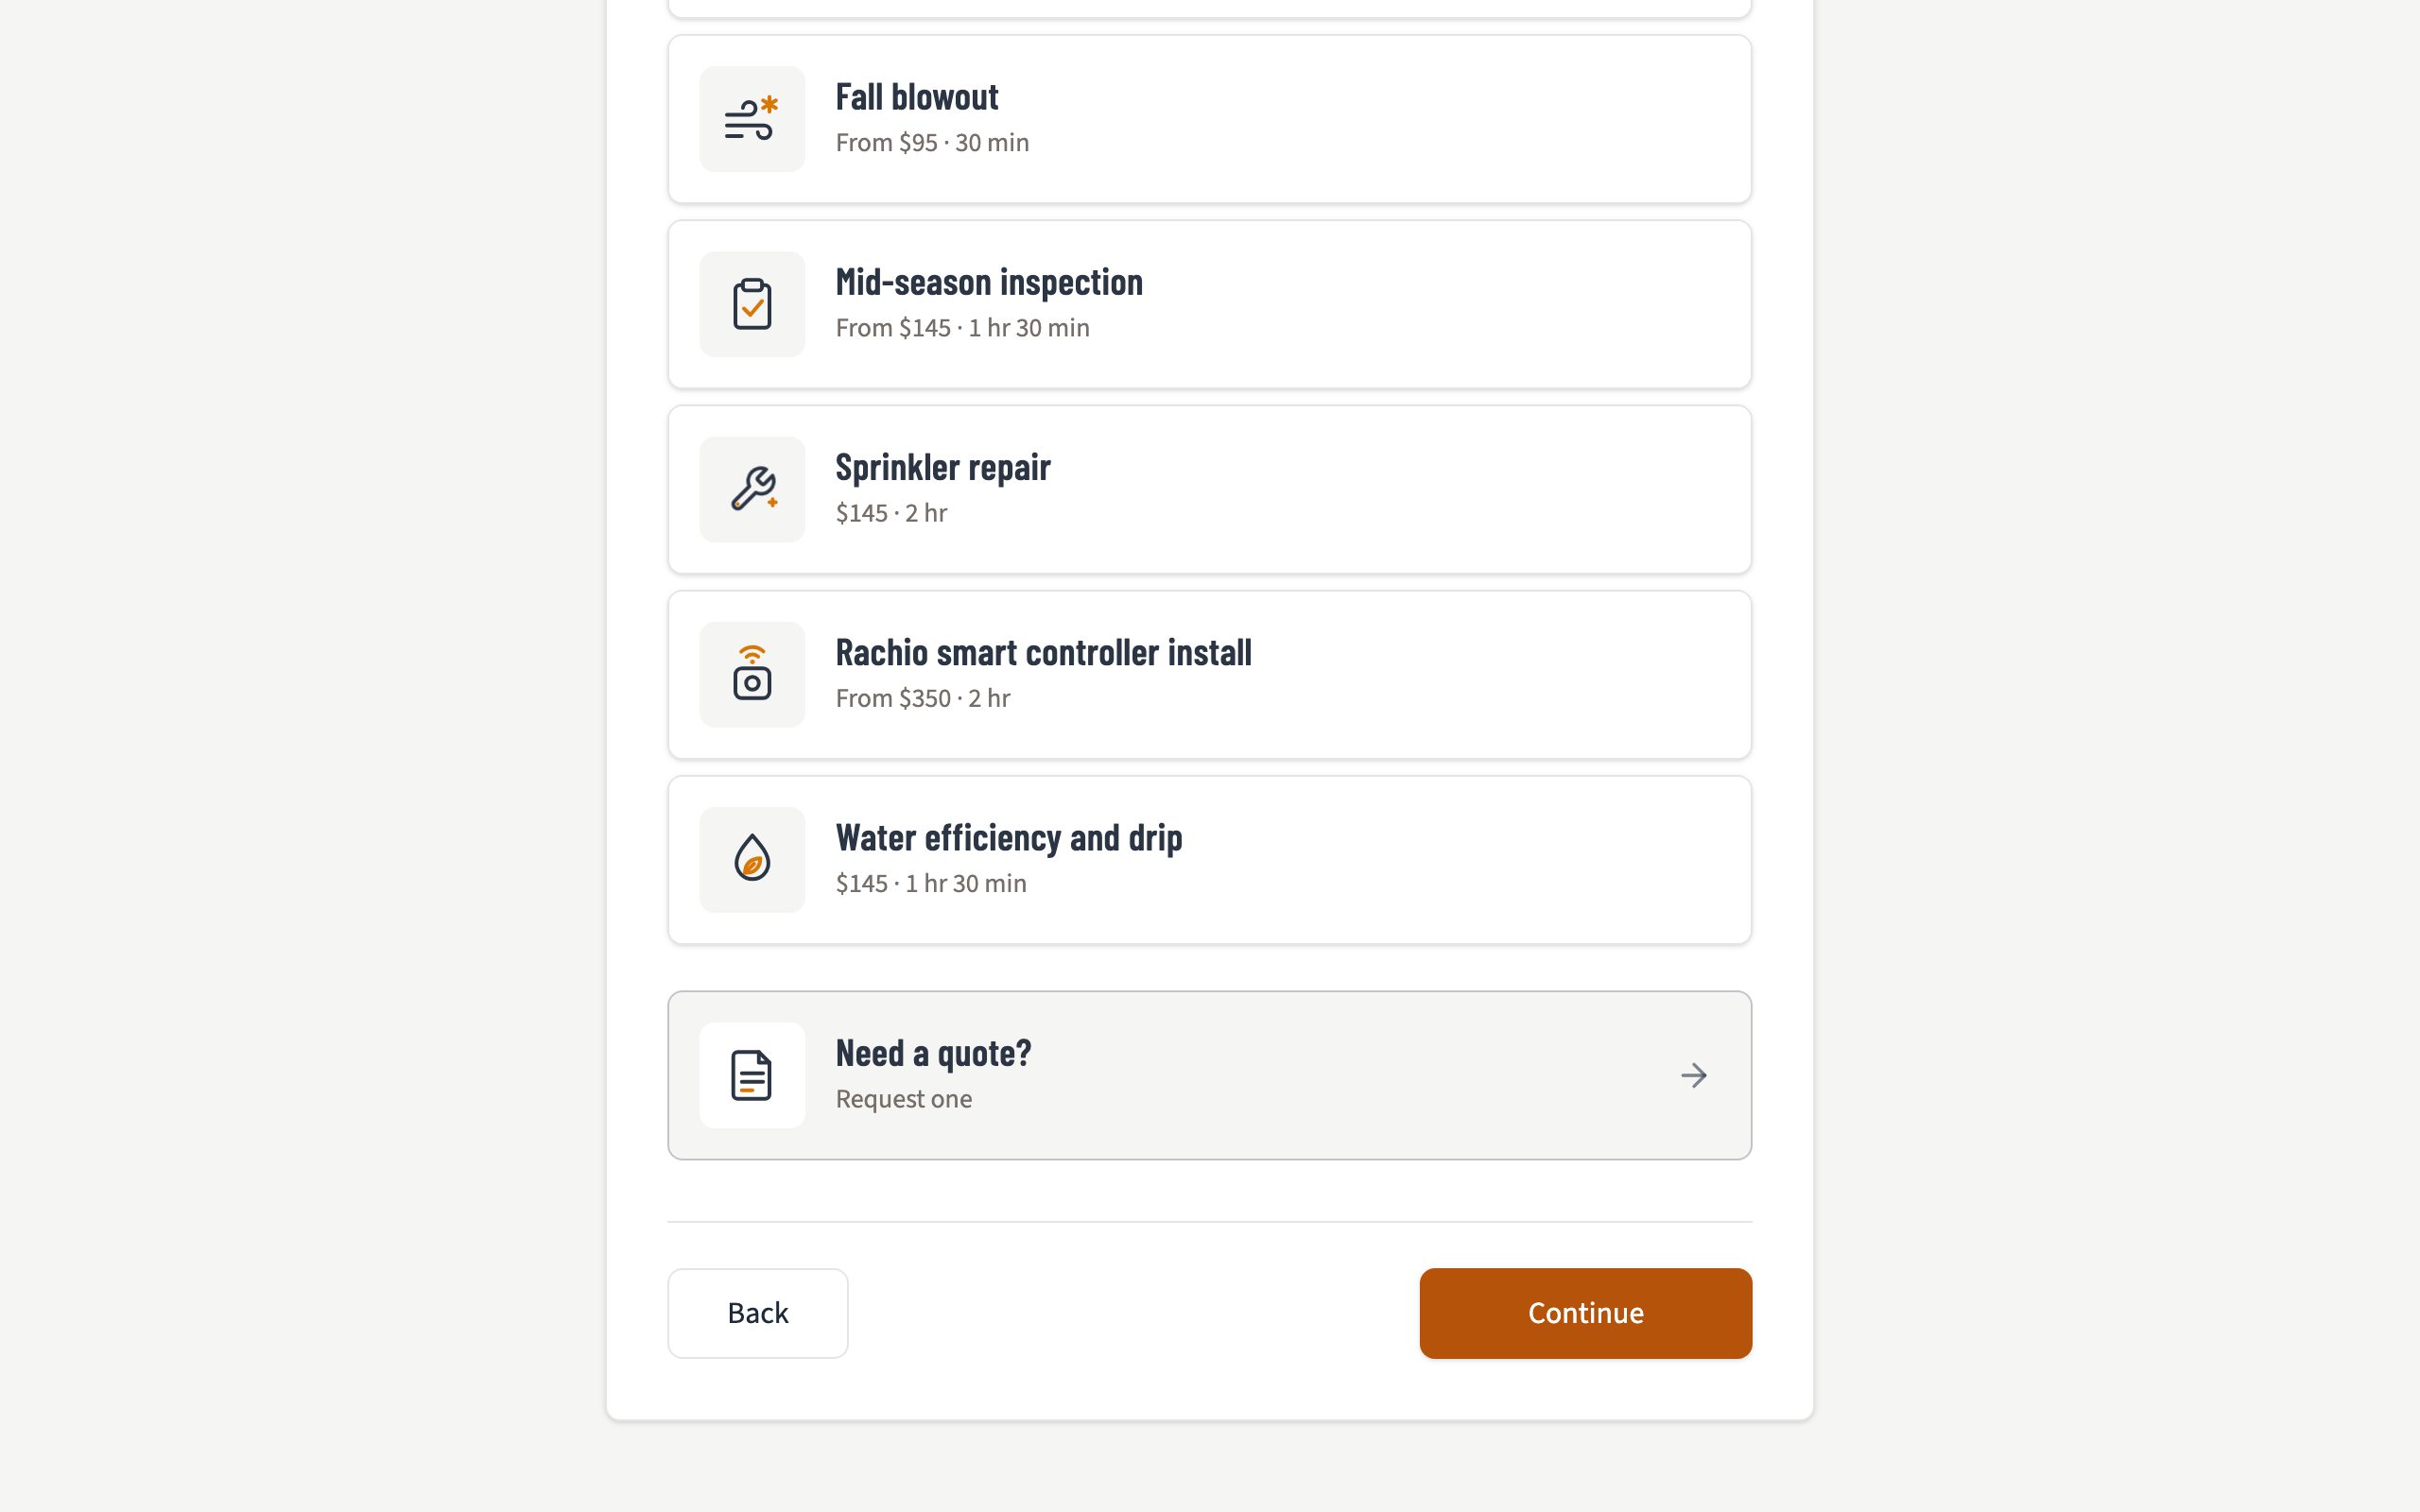 Fall blowout
From $95 · 30 min
Mid-season inspection
From $145 · 1 hr 30 min
Sprinkler repair
$145 · 2 hr
Rachio smart controller install
From $350 · 2 hr
Water efficiency and drip
$145 · 1 hr 30 min
Need a quote?
Request one
Back
Continue